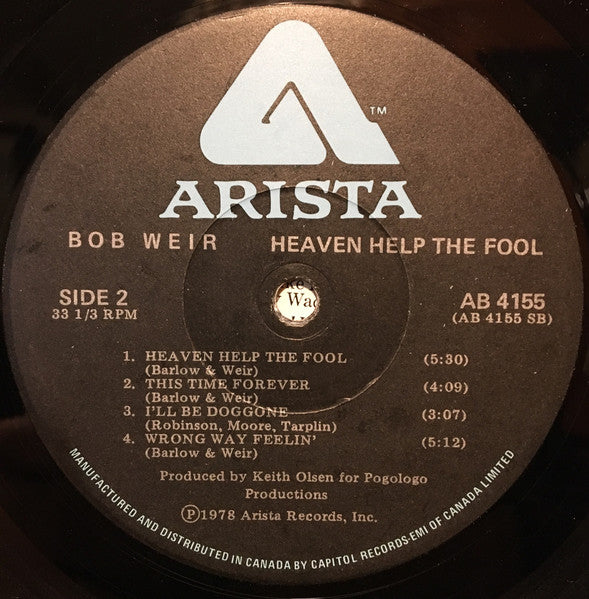 ™
ARISTA
BOB WEIR HEAVEN HELP THE FOOL
SIDE 2
33 1/3 RPM
AB 4155
(AB 4155 SB)
1. HEAVEN HELP THE FOOL (5:30)
(Barlow & Weir)
2. THIS TIME FOREVER (4:09)
(Barlow & Weir)
3. I'LL BE DOGGONE (3:07)
(Robinson, Moore, Tarplin)
4. WRONG WAY FEELIN' (5:12)
(Barlow & Weir)
Produced by Keith Olsen for Pogologo
Productions
Ⓟ1978 Arista Records, Inc.
MANUFACTURED AND DISTRIBUTED IN CANADA BY CAPITOL RECORDS-EMI OF CANADA LIMITED